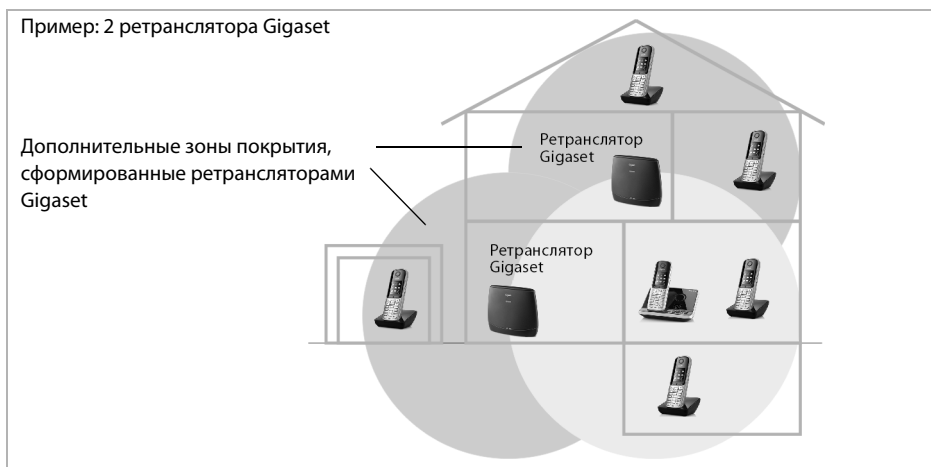 Пример: 2 ретранслятора Gigaset
Ретранслятор
Gigaset
Дополнительные зоны покрытия,
сформированные ретрансляторами
Gigaset
Ретранслятор
Gigaset